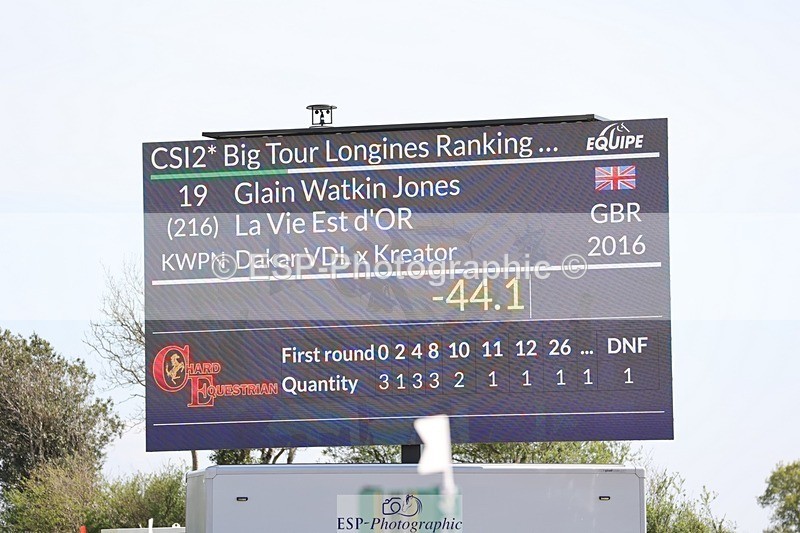 CSI2* Big Tour Longines Ranking ... EQUIPE
19 Glain Watkin Jones
(216) La Vie Est d'OR GBR
KWPN Dakar VDL x Kreator 2016
© ESP-Photographic ©
-44.1
First round 0 2 4 8 10 11 12 26 ... DNF
Quantity 3 1 3 3 2 1 1 1 1 1
CHARD
EQUESTRIAN
ESP-Photographic